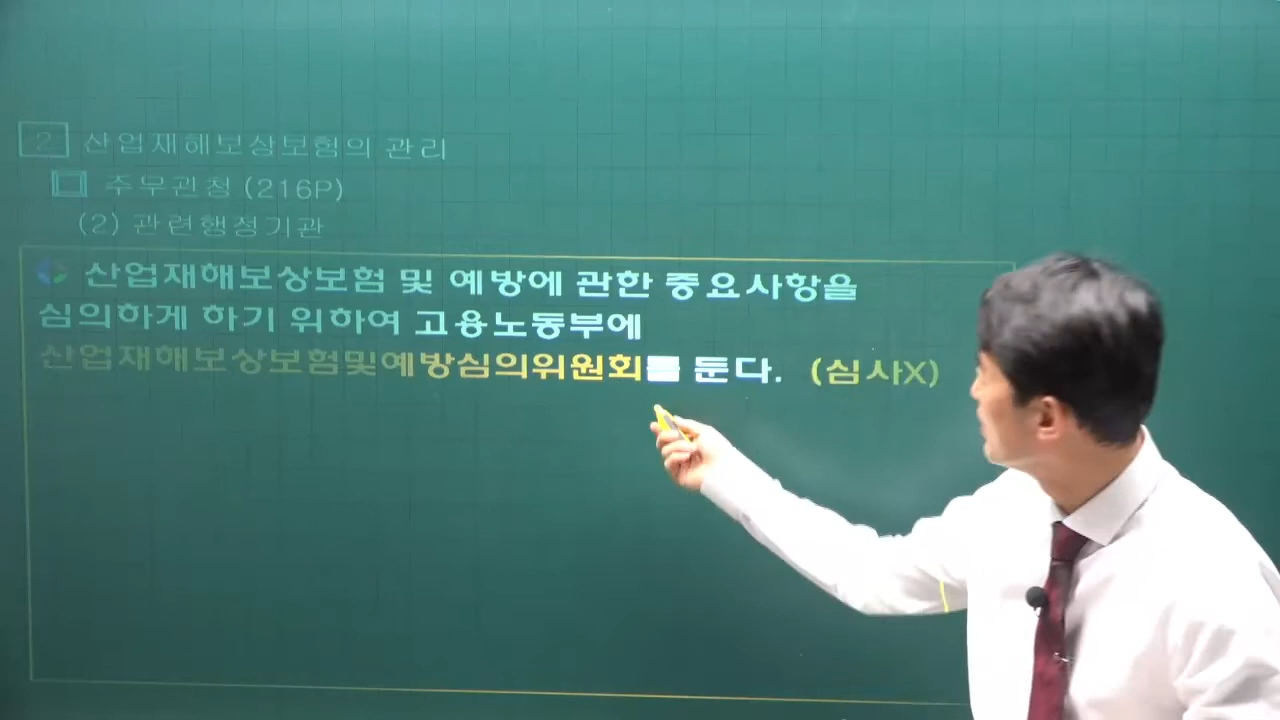 2 산업재해보상보험의 관리
주무관청 (216P)
(2) 관련행정기관
산업재해보상보험 및 예방에 관한 중요사항을
심의하게 하기 위하여 고용노동부에
산업재해보상보험및예방심의위원회를 둔다. (심사X)